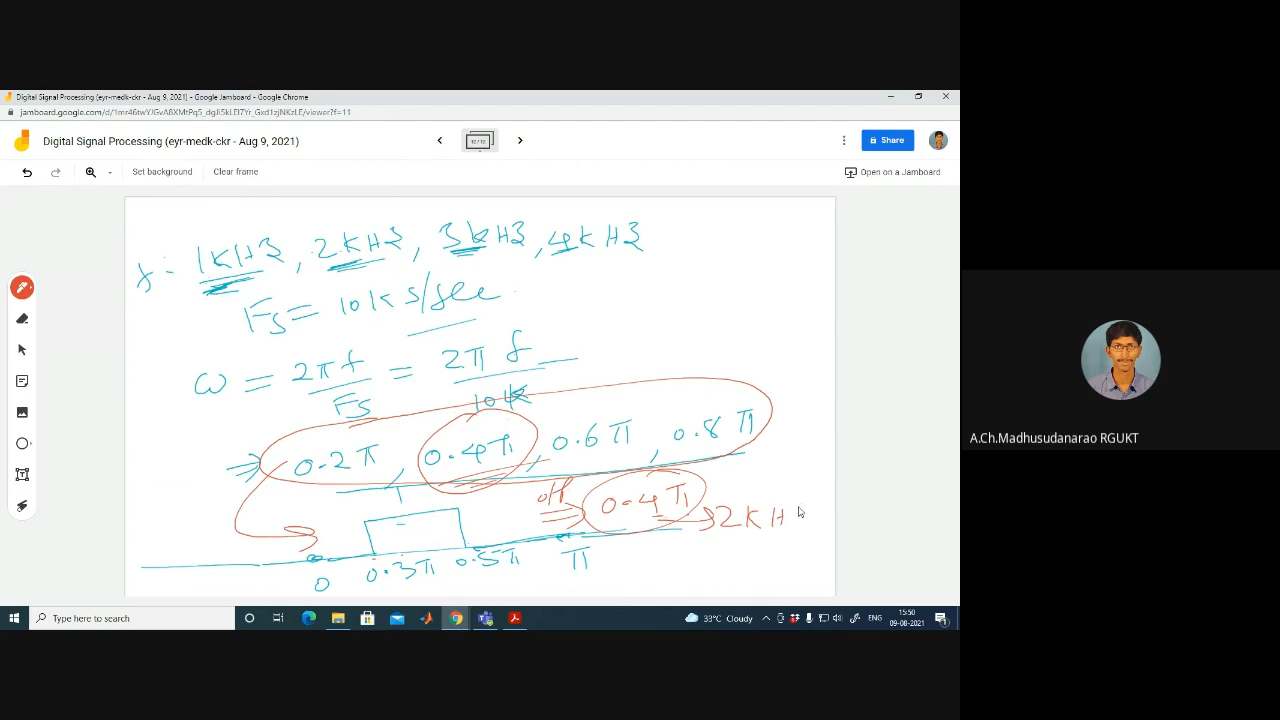 Digital Signal Processing (eyr-medk-ckr - Aug 9, 2021) - Google Jamboard - Google Chrome
Digital Signal Processing (eyr-medk-ckr - Aug 9, 2021)
12 / 12
Share
Set background
Clear frame
Open on a Jamboard
1kHz, 2kHz, 3kHz, 4kHz
Fs = 10k s/sec
ω = 2πf / Fs = 2πf / 10k
0.2π, 0.4π, 0.6π, 0.8π
0.4π
2kH
0 0.3π 0.5π π
A.Ch.Madhusudanarao RGUKT
Type here to search
33°C Cloudy
ENG
15:50
09-08-2021